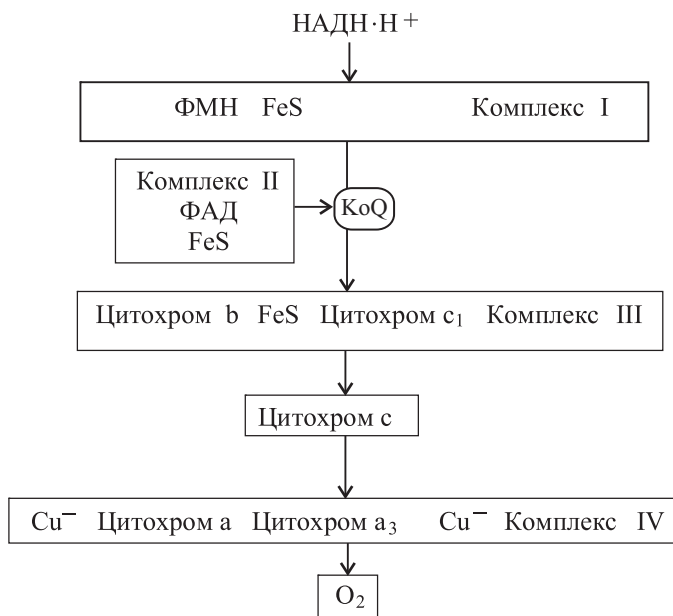 НАДН·Н⁺
ФМН FeS Комплекс I
Комплекс II
ФАД
FeS
KoQ
Цитохром b FeS Цитохром c₁ Комплекс III
Цитохром c
Cu⁻ Цитохром a Цитохром a₃ Cu⁻ Комплекс IV
O₂